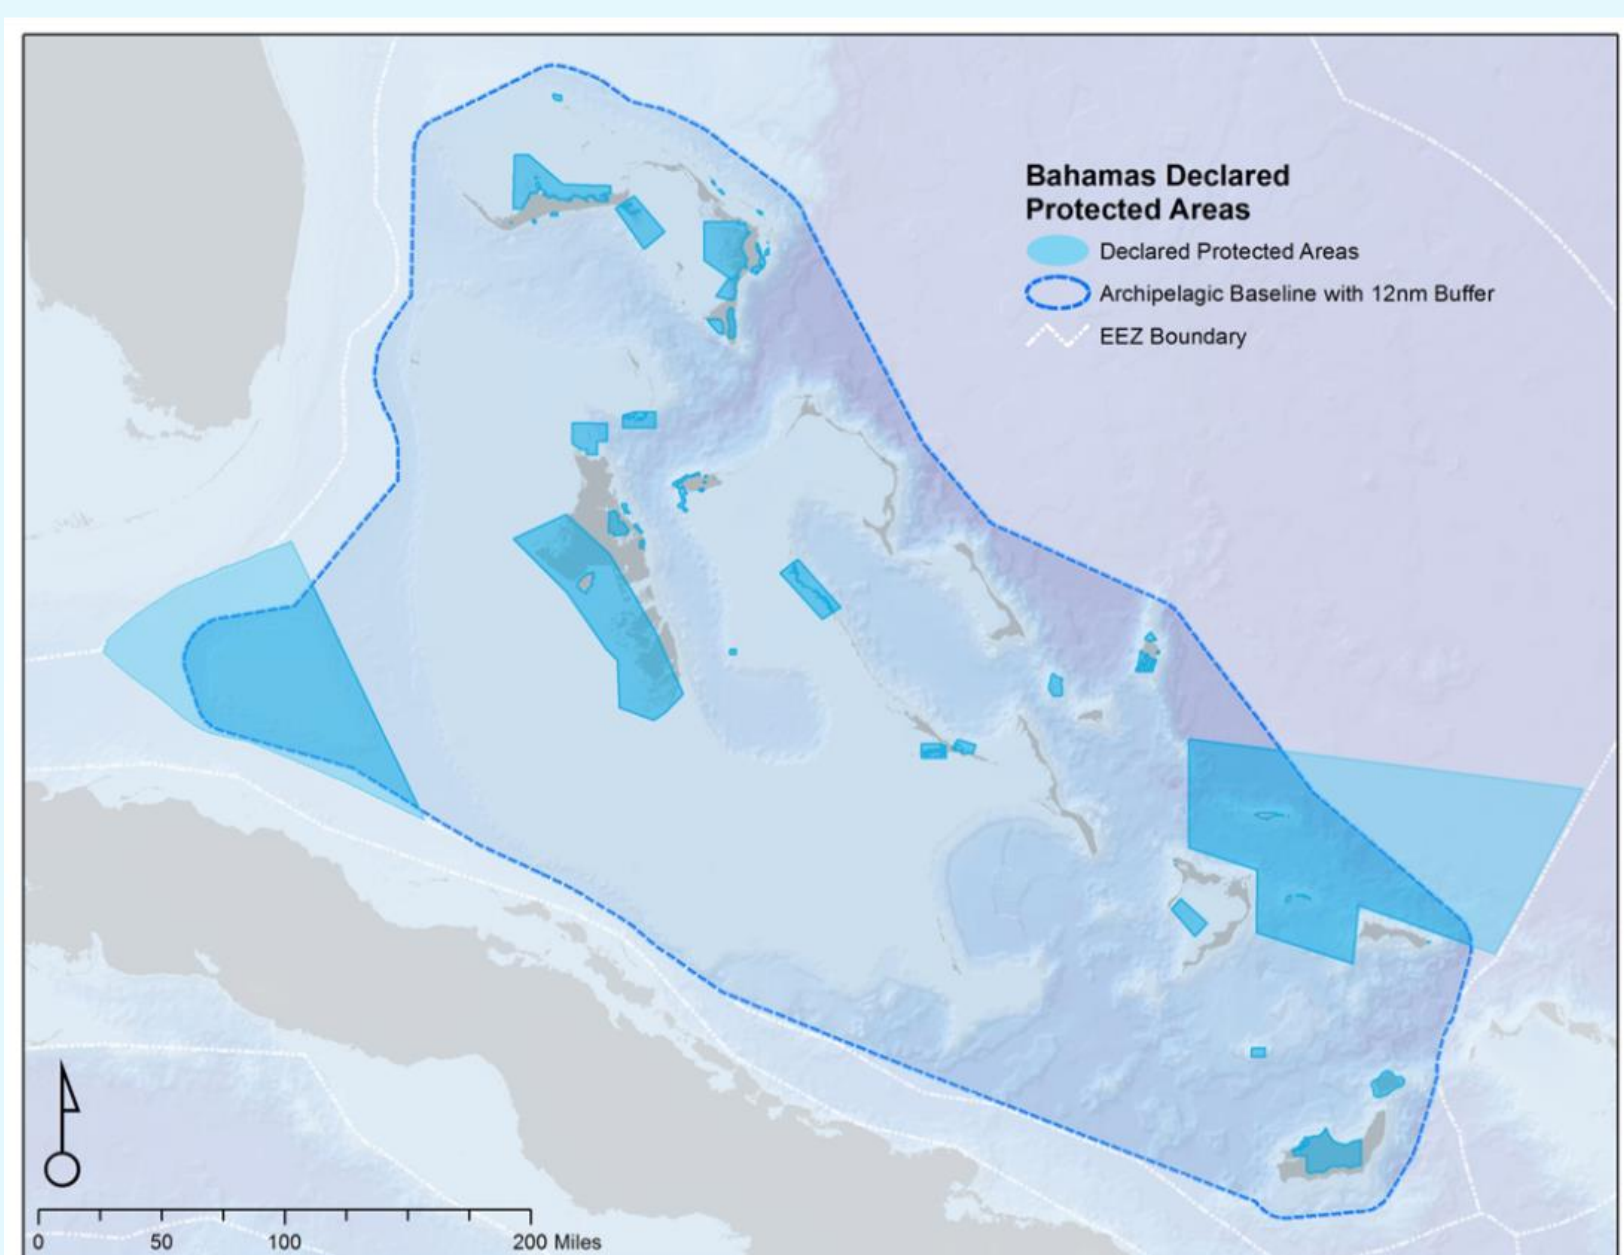 Bahamas Declared
Protected Areas
Declared Protected Areas
Archipelagic Baseline with 12nm Buffer
EEZ Boundary
0 50 100 200 Miles